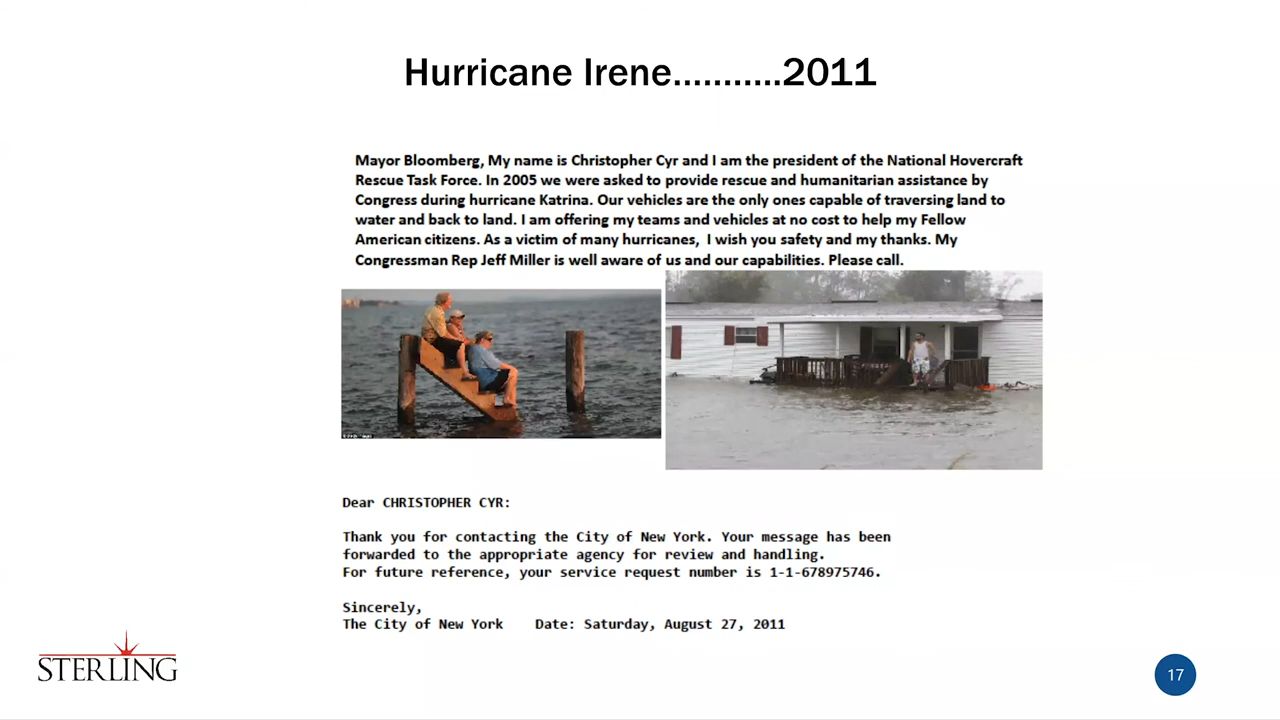 Hurricane Irene...........2011
Mayor Bloomberg, My name is Christopher Cyr and I am the president of the National Hovercraft
Rescue Task Force. In 2005 we were asked to provide rescue and humanitarian assistance by
Congress during hurricane Katrina. Our vehicles are the only ones capable of traversing land to
water and back to land. I am offering my teams and vehicles at no cost to help my Fellow
American citizens. As a victim of many hurricanes,  I wish you safety and my thanks. My
Congressman Rep Jeff Miller is well aware of us and our capabilities. Please call.
Dear CHRISTOPHER CYR:
Thank you for contacting the City of New York. Your message has been
forwarded to the appropriate agency for review and handling.
For future reference, your service request number is 1-1-678975746.
Sincerely,
The City of New York    Date: Saturday, August 27, 2011
STERLING
17